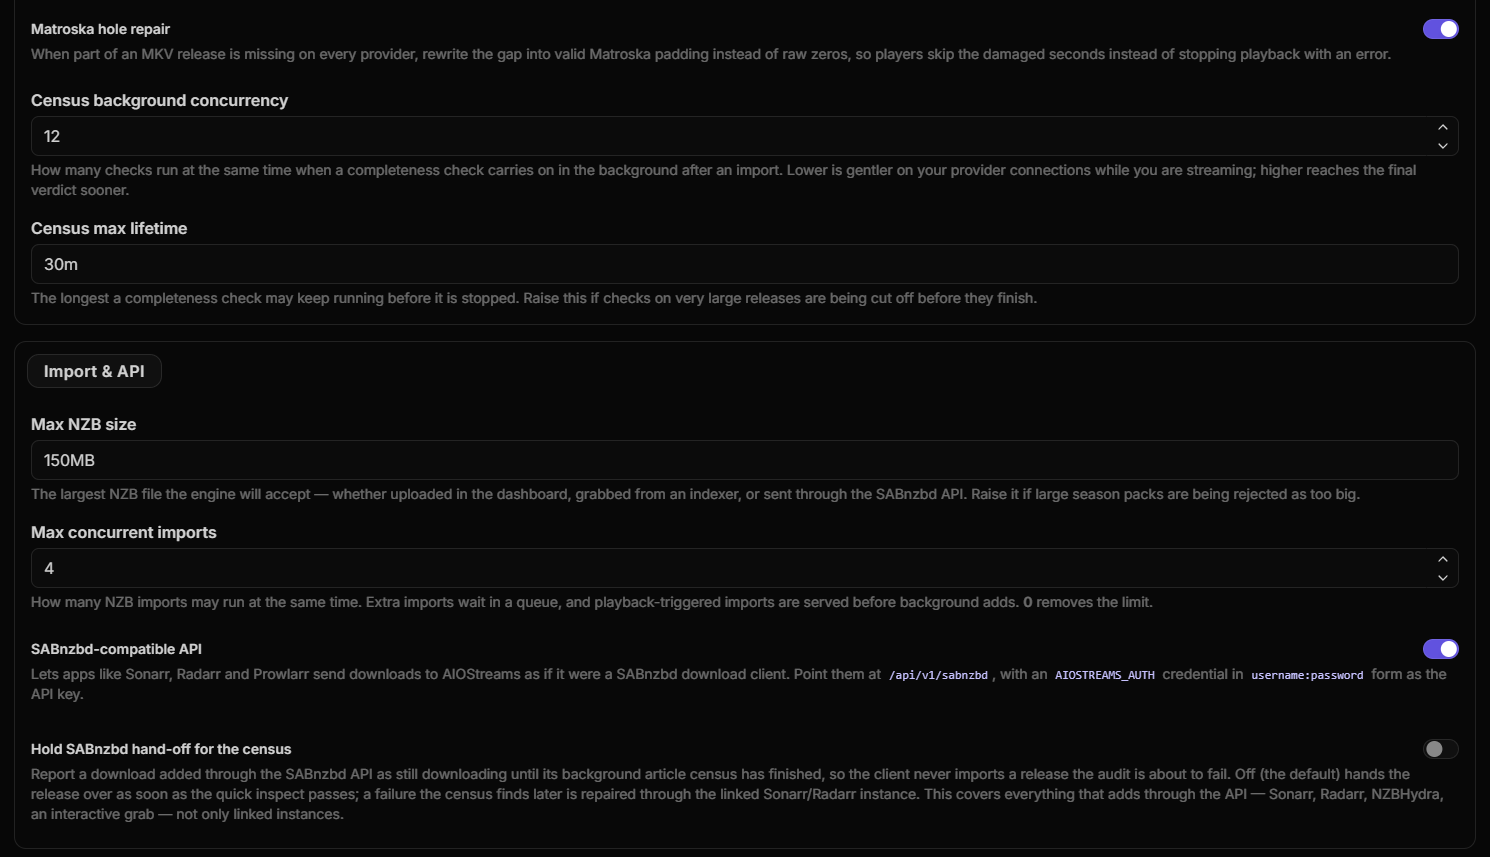 Matroska hole repair
When part of an MKV release is missing on every provider, rewrite the gap into valid Matroska padding instead of raw zeros, so players skip the damaged seconds instead of stopping playback with an error.
Census background concurrency
12
How many checks run at the same time when a completeness check carries on in the background after an import. Lower is gentler on your provider connections while you are streaming; higher reaches the final
verdict sooner.
Census max lifetime
30m
The longest a completeness check may keep running before it is stopped. Raise this if checks on very large releases are being cut off before they finish.
Import & API
Max NZB size
150MB
The largest NZB file the engine will accept — whether uploaded in the dashboard, grabbed from an indexer, or sent through the SABnzbd API. Raise it if large season packs are being rejected as too big.
Max concurrent imports
4
How many NZB imports may run at the same time. Extra imports wait in a queue, and playback-triggered imports are served before background adds. 0 removes the limit.
SABnzbd-compatible API
Lets apps like Sonarr, Radarr and Prowlarr send downloads to AIOStreams as if it were a SABnzbd download client. Point them at /api/v1/sabnzbd , with an AIOSTREAMS_AUTH credential in username:password form as the
API key.
Hold SABnzbd hand-off for the census
Report a download added through the SABnzbd API as still downloading until its background article census has finished, so the client never imports a release the audit is about to fail. Off (the default) hands the
release over as soon as the quick inspect passes; a failure the census finds later is repaired through the linked Sonarr/Radarr instance. This covers everything that adds through the API — Sonarr, Radarr, NZBHydra,
an interactive grab — not only linked instances.